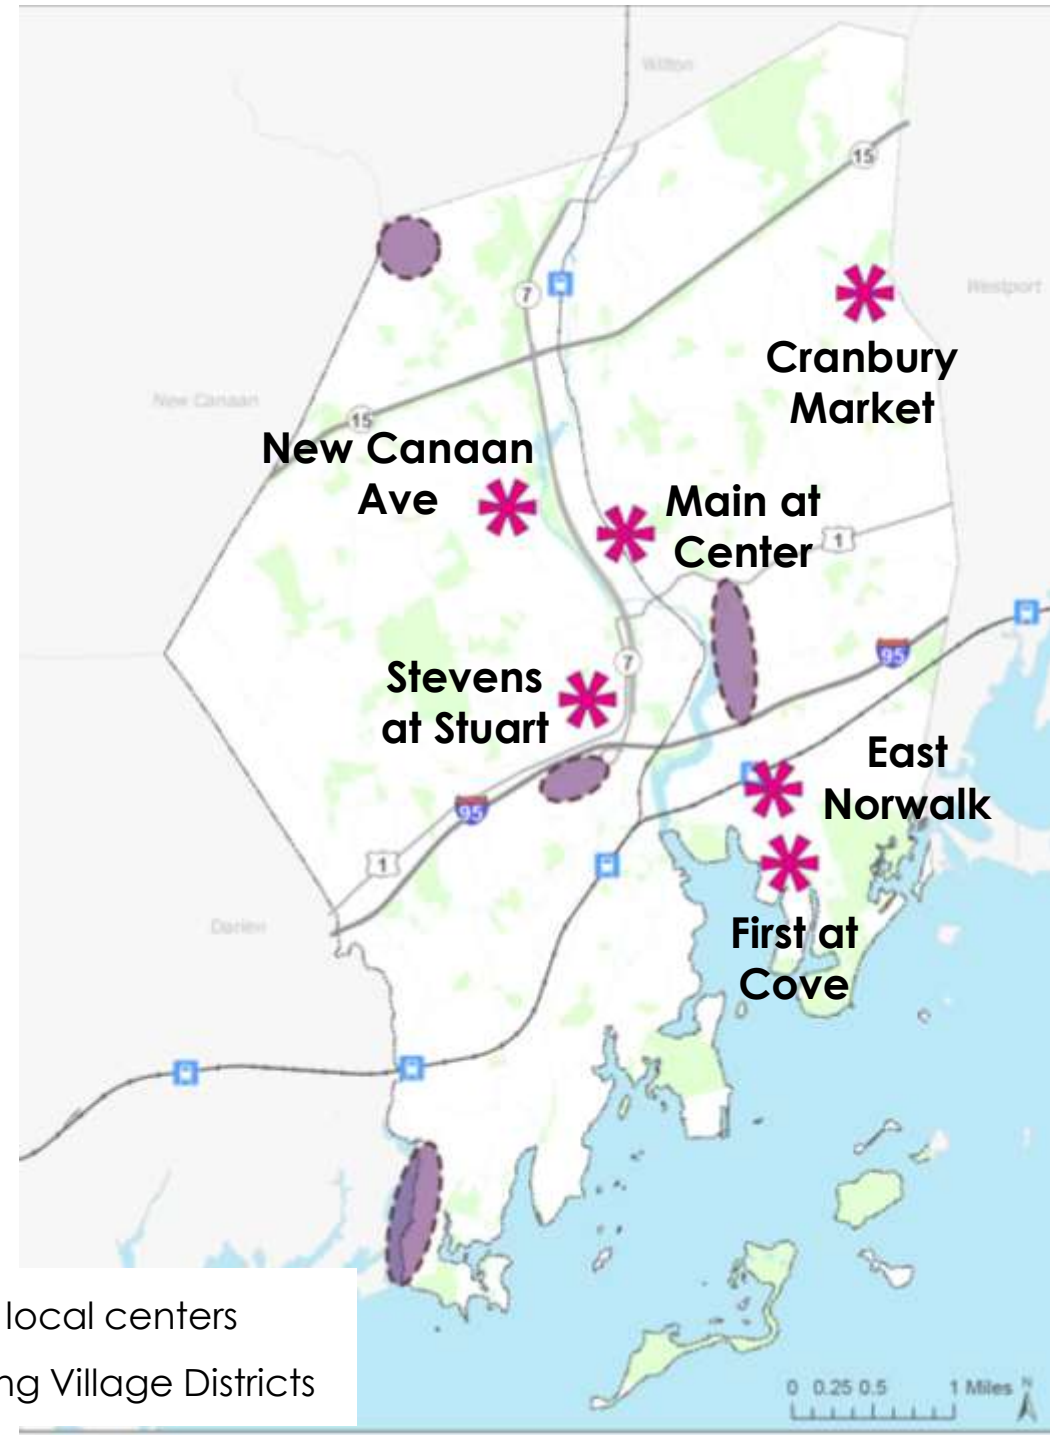 Wilton
15
7
Westport
Cranbury
Market
New Canaan
15
New Canaan
Ave
Main at
Center
1
7
95
Stevens
at Stuart
East
Norwalk
95
1
First at
Cove
Darien
local centers
ng Village Districts
0 0.25 0.5 1 Miles
N